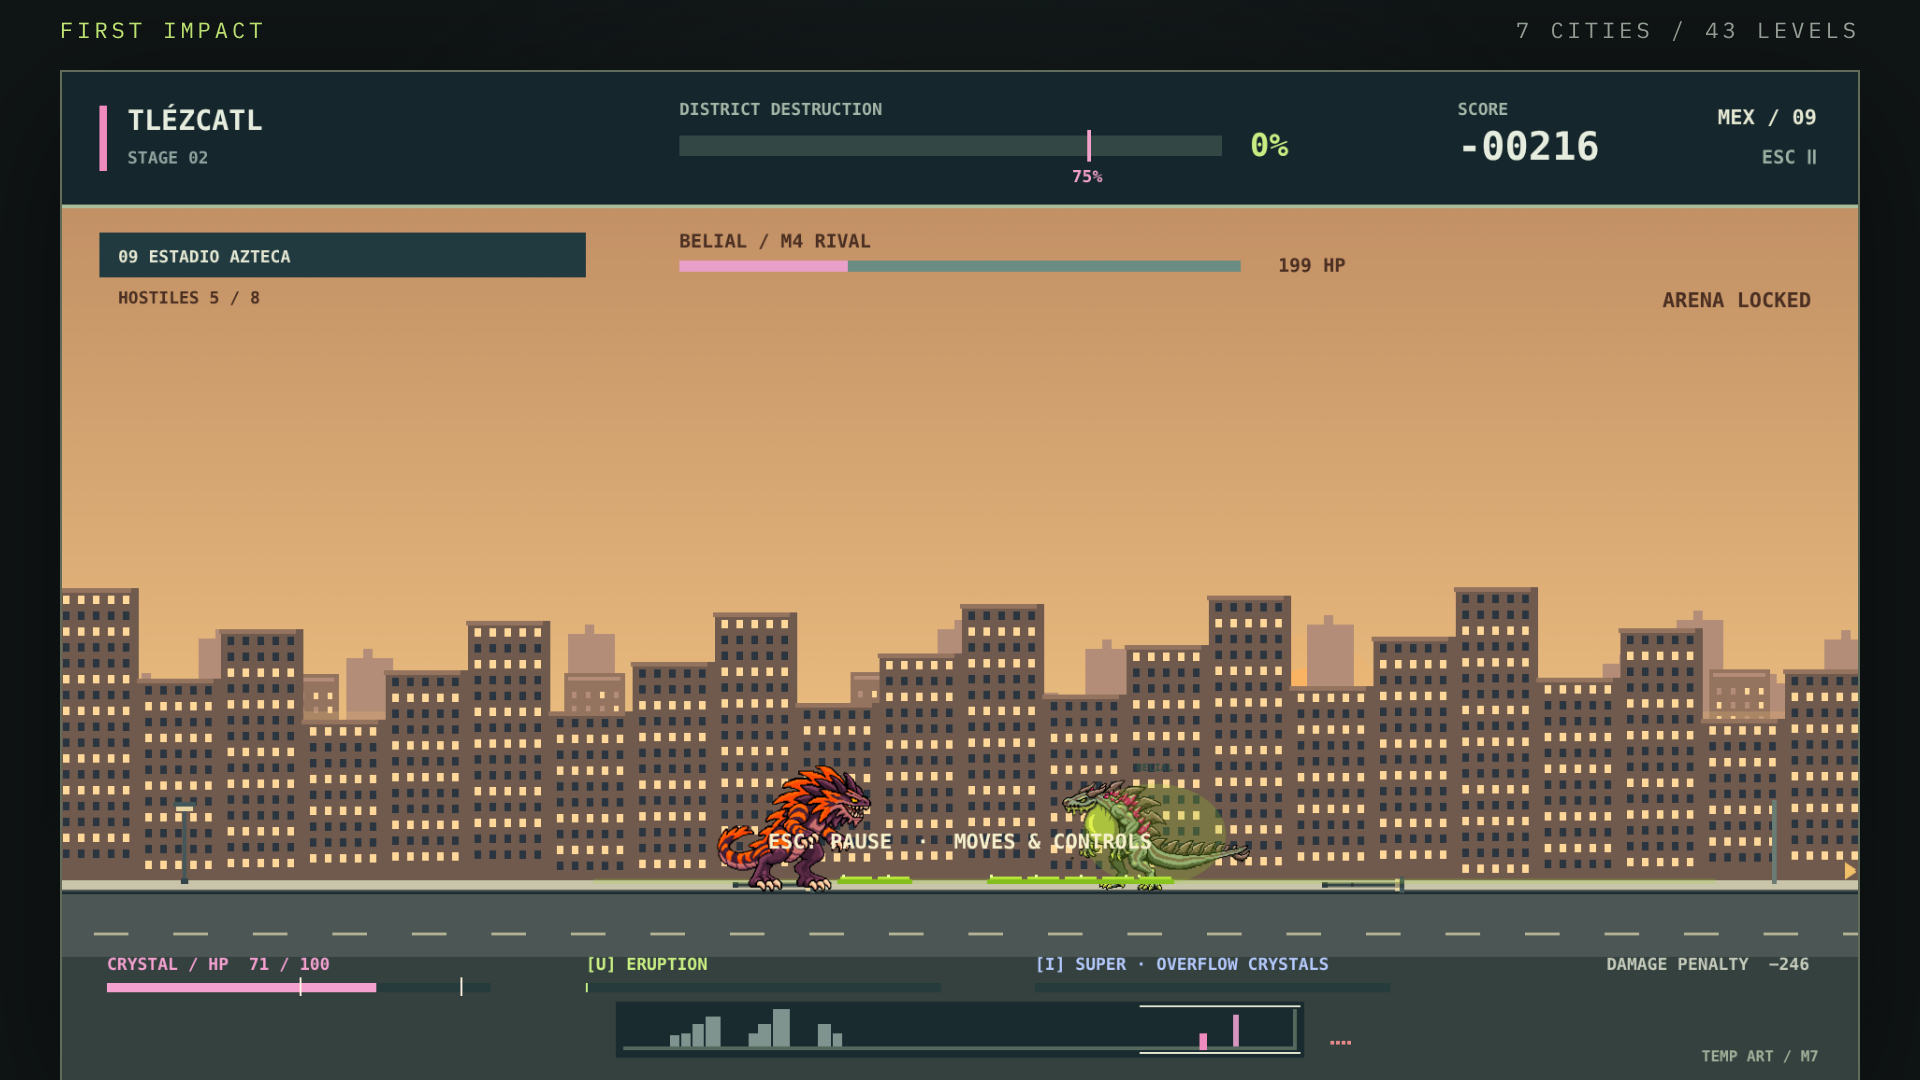 FIRST IMPACT
7 CITIES / 43 LEVELS
TLÉZCATL
STAGE 02
DISTRICT DESTRUCTION
0%
75%
SCORE
-00216
MEX / 09
ESC II
09 ESTADIO AZTECA
HOSTILES 5 / 8
BELIAL / M4 RIVAL
199 HP
ARENA LOCKED
ESC: PAUSE · MOVES & CONTROLS
CRYSTAL / HP 71 / 100
[U] ERUPTION
[I] SUPER · OVERFLOW CRYSTALS
DAMAGE PENALTY −246
TEMP ART / M7